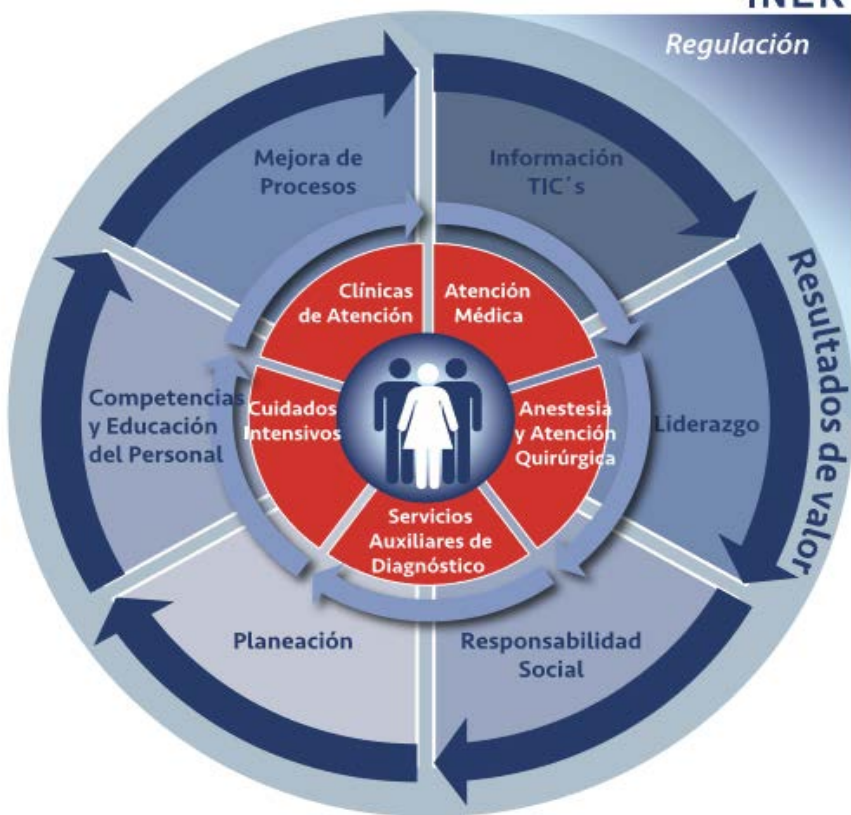 Regulación
Mejora de
Procesos
Información
TIC´s
Clínicas
de Atención
Atención
Médica
Resultados de valor
Competencias
y Educación
del Personal
Cuidados
Intensivos
Anestesia
y Atención
Quirúrgica
Liderazgo
Servicios
Auxiliares de
Diagnóstico
Planeación
Responsabilidad
Social